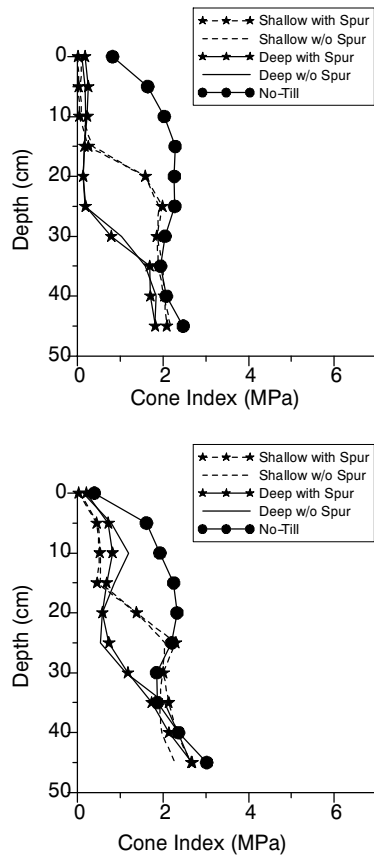 Shallow with Spur
Shallow w/o Spur
Deep with Spur
Deep w/o Spur
No-Till
0
10
20
30
40
50
Depth (cm)
0 2 4 6
Cone Index (MPa)
Shallow with Spur
Shallow w/o Spur
Deep with Spur
Deep w/o Spur
No-Till
0
10
20
30
40
50
Depth (cm)
0 2 4 6
Cone Index (MPa)